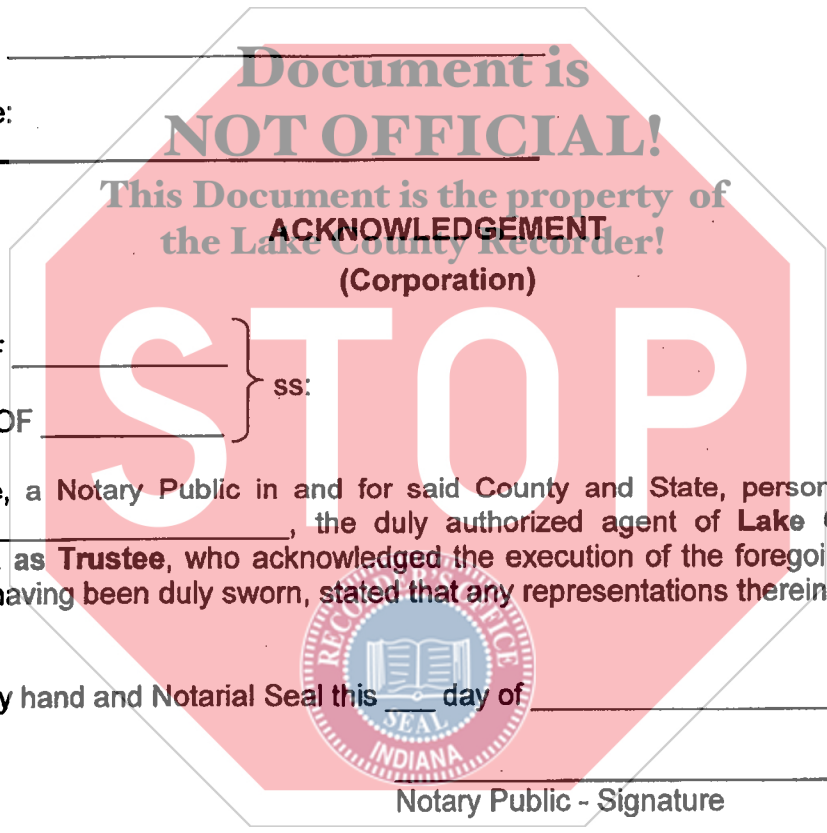 Document is
e:
NOT OFFICIAL!
This Document is the property of
ACKNOWLEDGEMENT
the Lake County Recorder!
(Corporation)
STOP
ss:
OF
, a Notary Public in and for said County and State,
, the duly authorized agent of Lake
as Trustee, who acknowledged the execution of the
having been duly sworn, stated that any representations therein
RECORDER'S OFFICE
y hand and Notarial Seal this ___ day of
SEAL
INDIANA
Notary Public - Signature